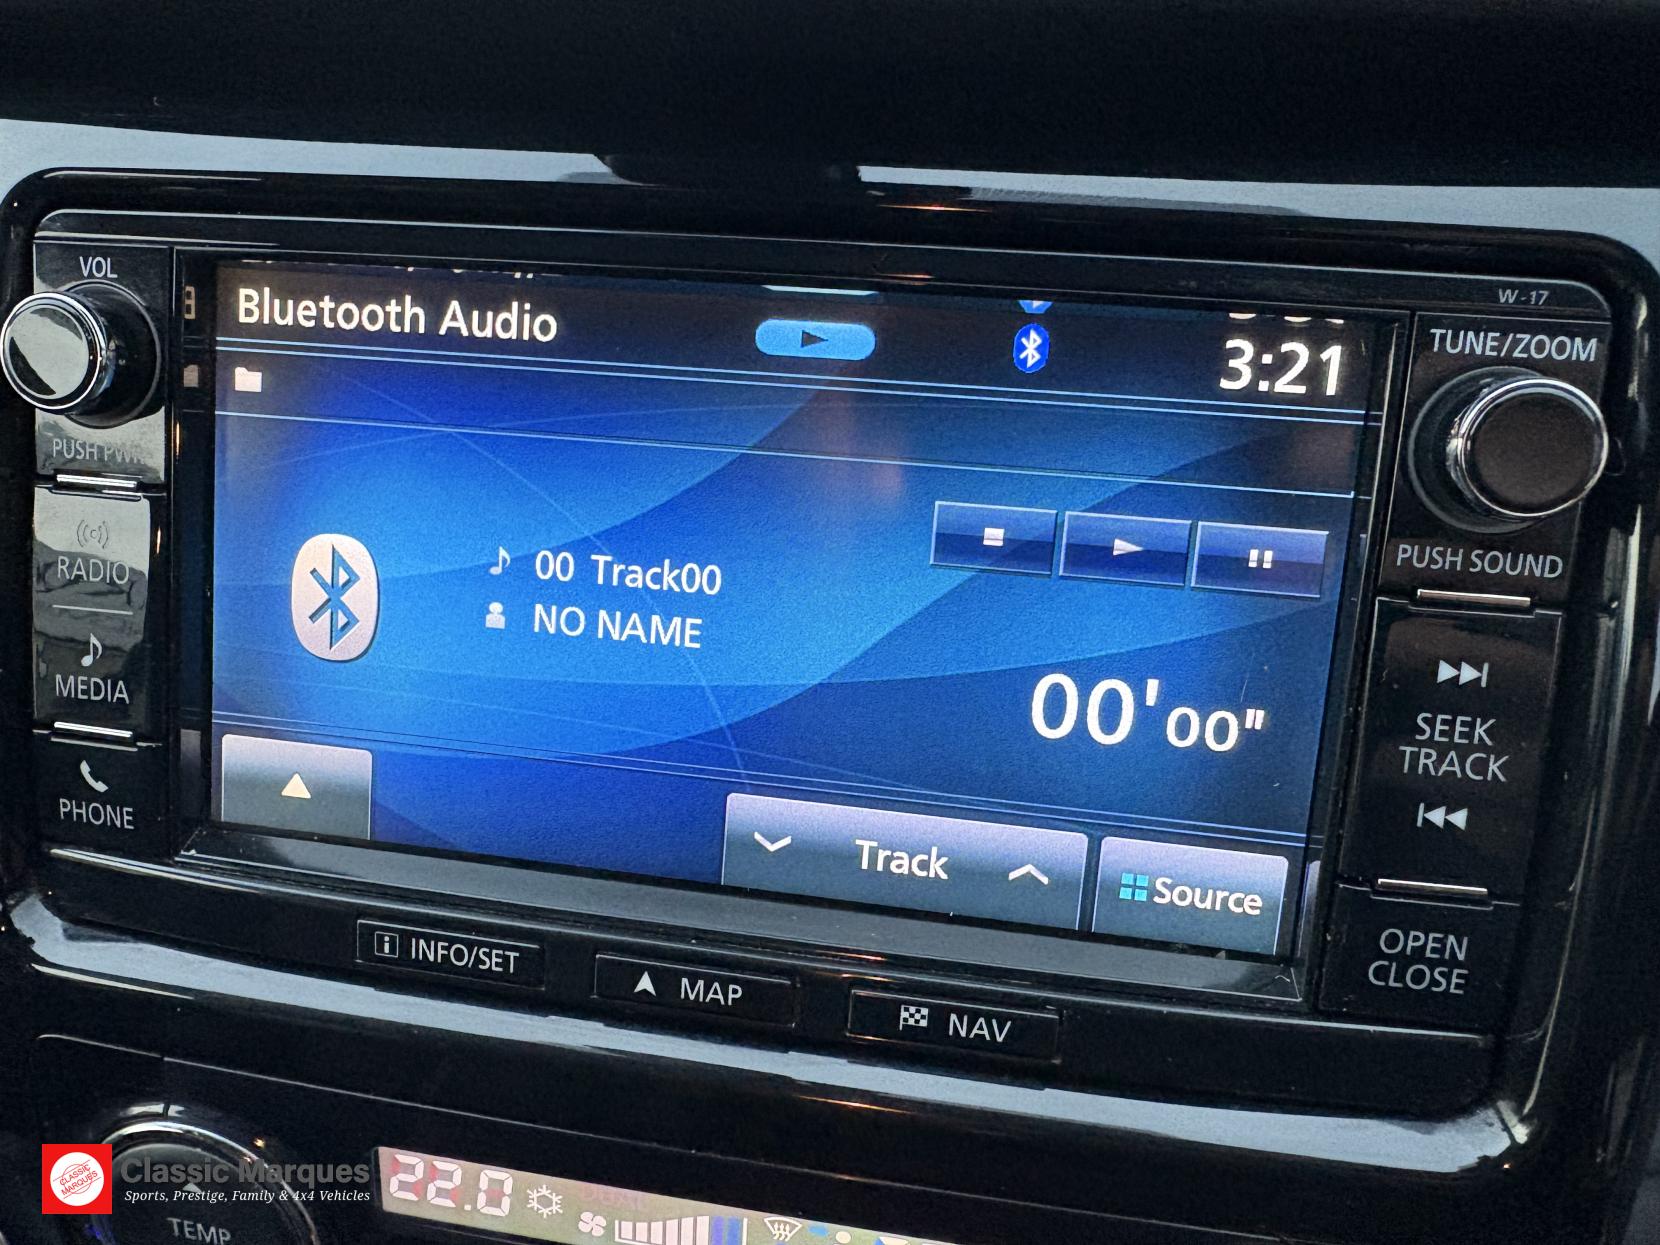 VOL
PUSH PWR
RADIO
MEDIA
PHONE
Bluetooth Audio
3:21
00 Track00
NO NAME
00'00"
Track
Source
W-17
TUNE/ZOOM
PUSH SOUND
SEEK
TRACK
OPEN
CLOSE
INFO/SET
MAP
NAV
22.0
TEMP
CLASSIC
MARQUES
Classic Marques
Sports, Prestige, Family & 4x4 Vehicles